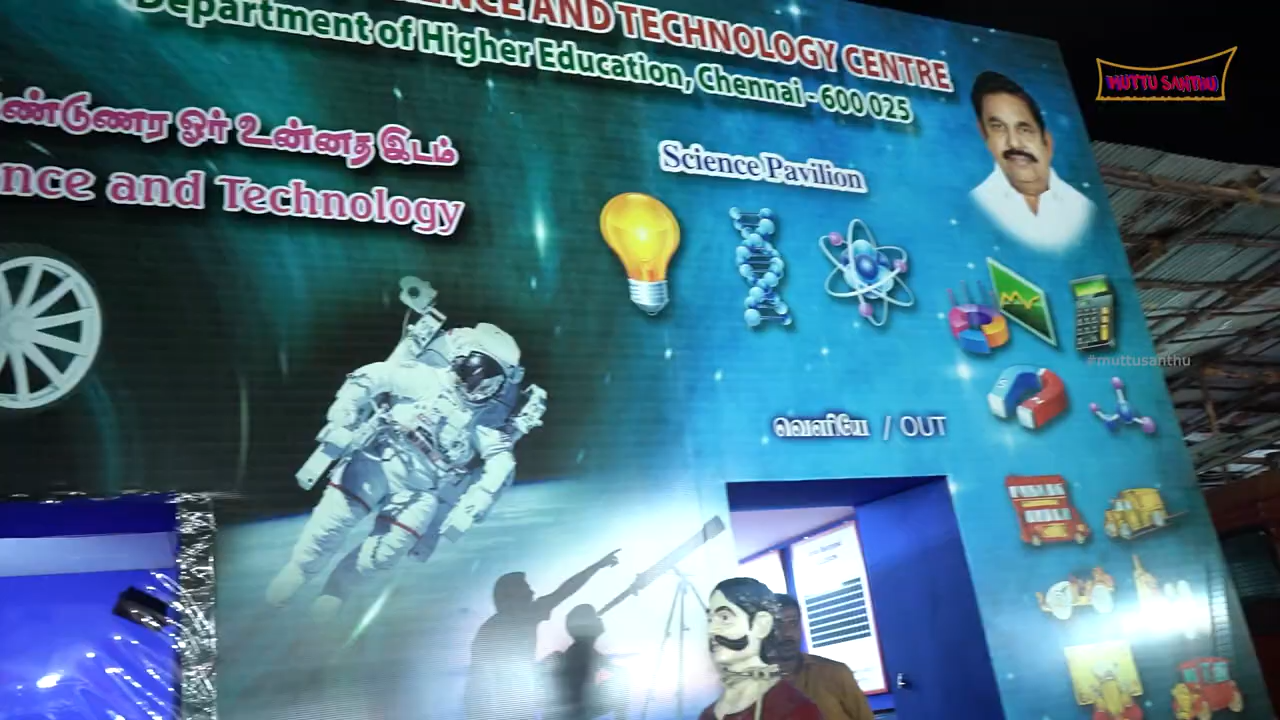 ENCE AND TECHNOLOGY CENTRE
Department of Higher Education, Chennai - 600 025
ண்டுணர ஓர் உன்னத இடம்
nce and Technology
Science Pavilion
வெளியே / OUT
MUTTU SANTHU
#muttusanthu